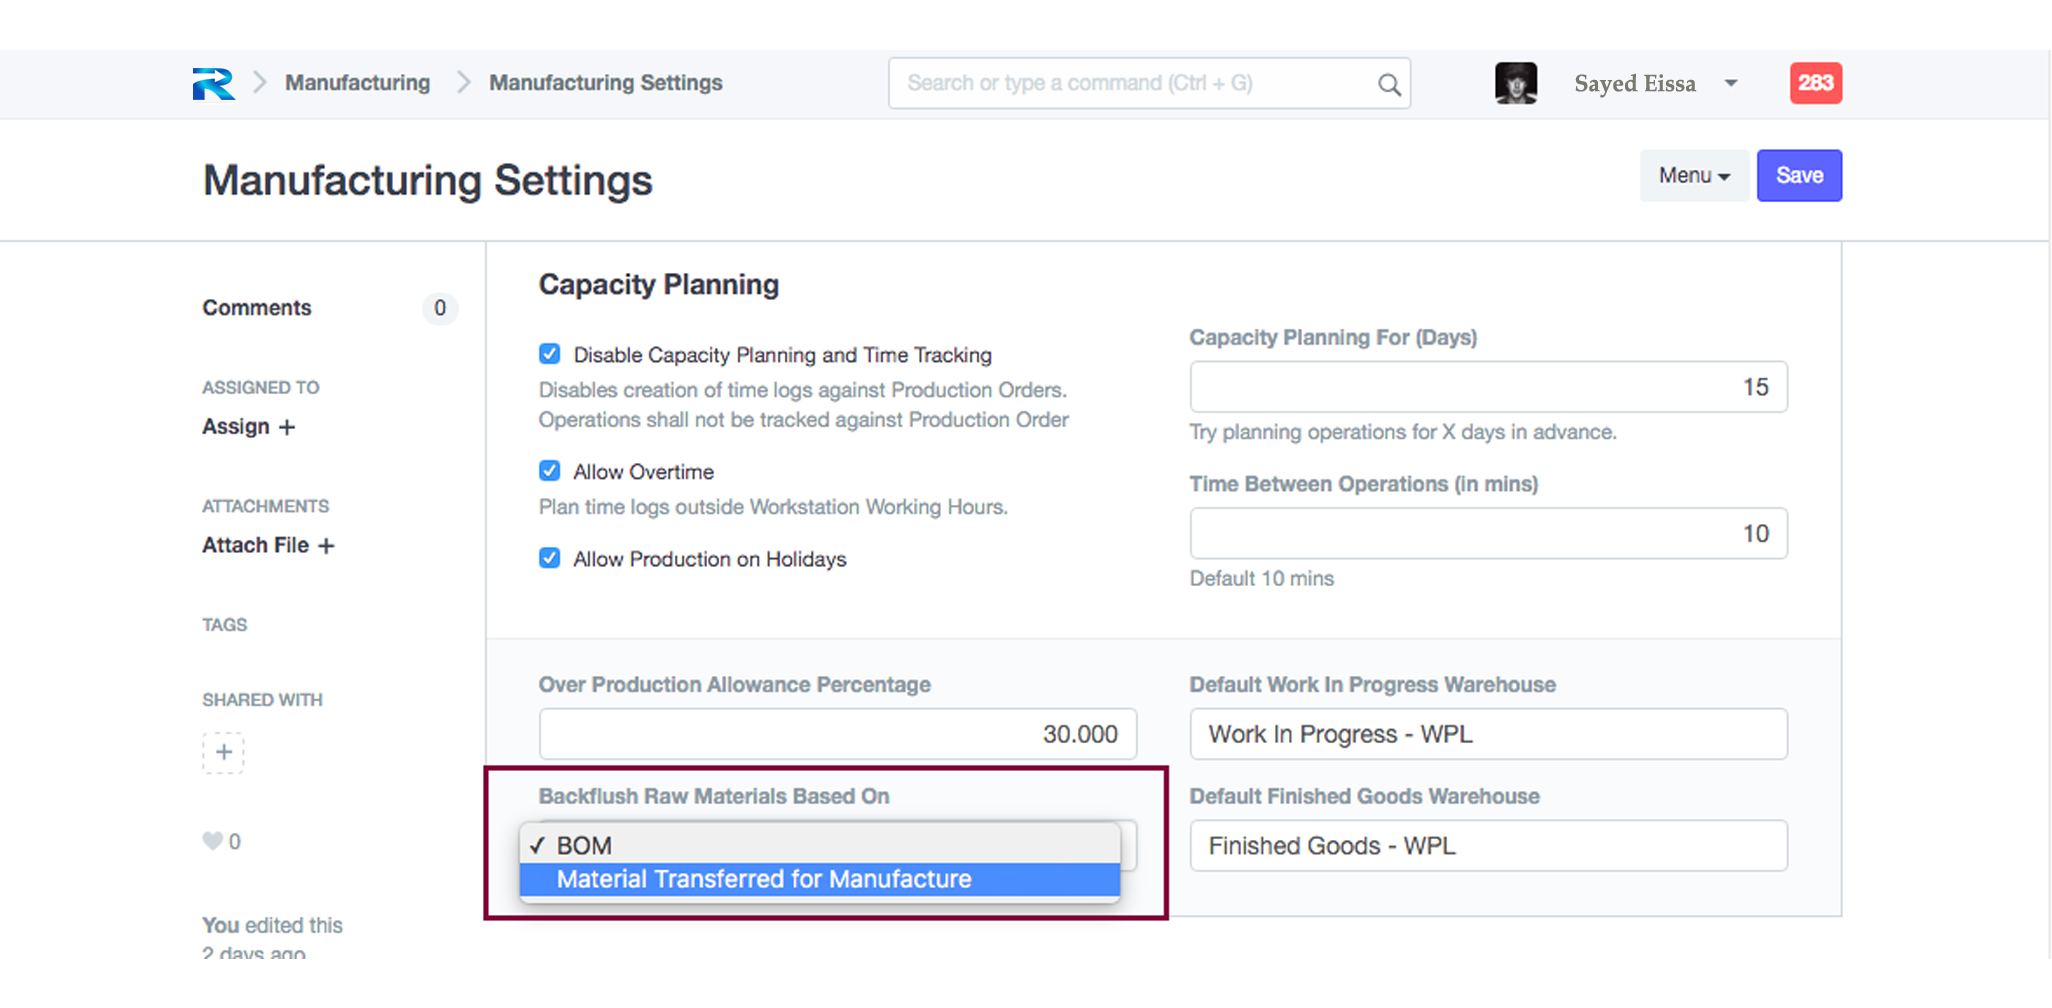 Manufacturing
Manufacturing Settings
Search or type a command (Ctrl + G)
Sayed Eissa
283
Manufacturing Settings
Menu
Save
Comments
0
ASSIGNED TO
Assign +
ATTACHMENTS
Attach File +
TAGS
SHARED WITH
+
0
You edited this
2 days ago
Capacity Planning
Disable Capacity Planning and Time Tracking
Disables creation of time logs against Production Orders.
Operations shall not be tracked against Production Order
Allow Overtime
Plan time logs outside Workstation Working Hours.
Allow Production on Holidays
Capacity Planning For (Days)
15
Try planning operations for X days in advance.
Time Between Operations (in mins)
10
Default 10 mins
Over Production Allowance Percentage
30.000
Backflush Raw Materials Based On
✓ BOM
Material Transferred for Manufacture
Default Work In Progress Warehouse
Work In Progress - WPL
Default Finished Goods Warehouse
Finished Goods - WPL